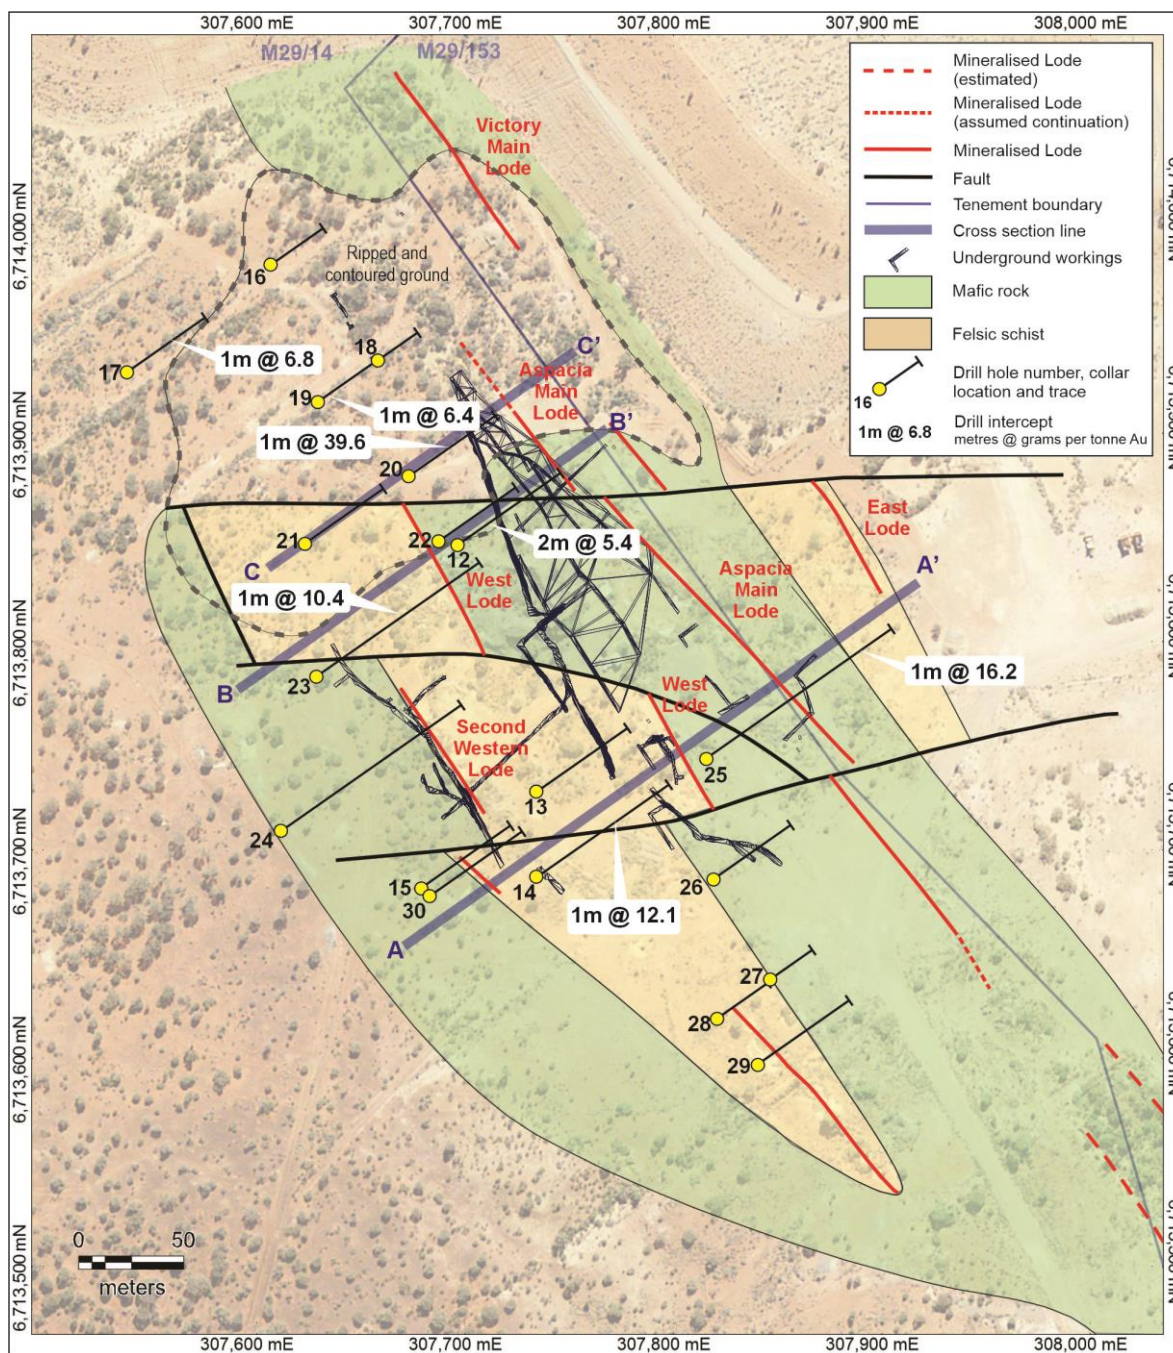 307,600 mE
307,700 mE
307,800 mE
307,900 mE
308,000 mE
M29/14
M29/153
Mineralised Lode
(estimated)
Mineralised Lode
(assumed continuation)
Mineralised Lode
Fault
Tenement boundary
Cross section line
Underground workings
Mafic rock
Felsic schist
16
Drill hole number, collar
location and trace
1m @ 6.8
Drill intercept
metres @ grams per tonne Au
Victory
Main
Lode
6,714,000 mN
Ripped and
contoured ground
16
17
1m @ 6.8
18
C'
Aspacia
Main
Lode
19
1m @ 6.4
B'
6,713,900 mN
1m @ 39.6
20
East
Lode
21
22
12
2m @ 5.4
C
West
Lode
Aspacia
Main
Lode
A'
1m @ 10.4
6,713,800 mN
23
B
1m @ 16.2
West
Lode
Second
Western
Lode
25
13
24
6,713,700 mN
15
30
14
26
1m @ 12.1
A
27
28
29
6,713,600 mN
6,713,500 mN
0
50
meters
307,600 mE
307,700 mE
307,800 mE
307,900 mE
308,000 mE